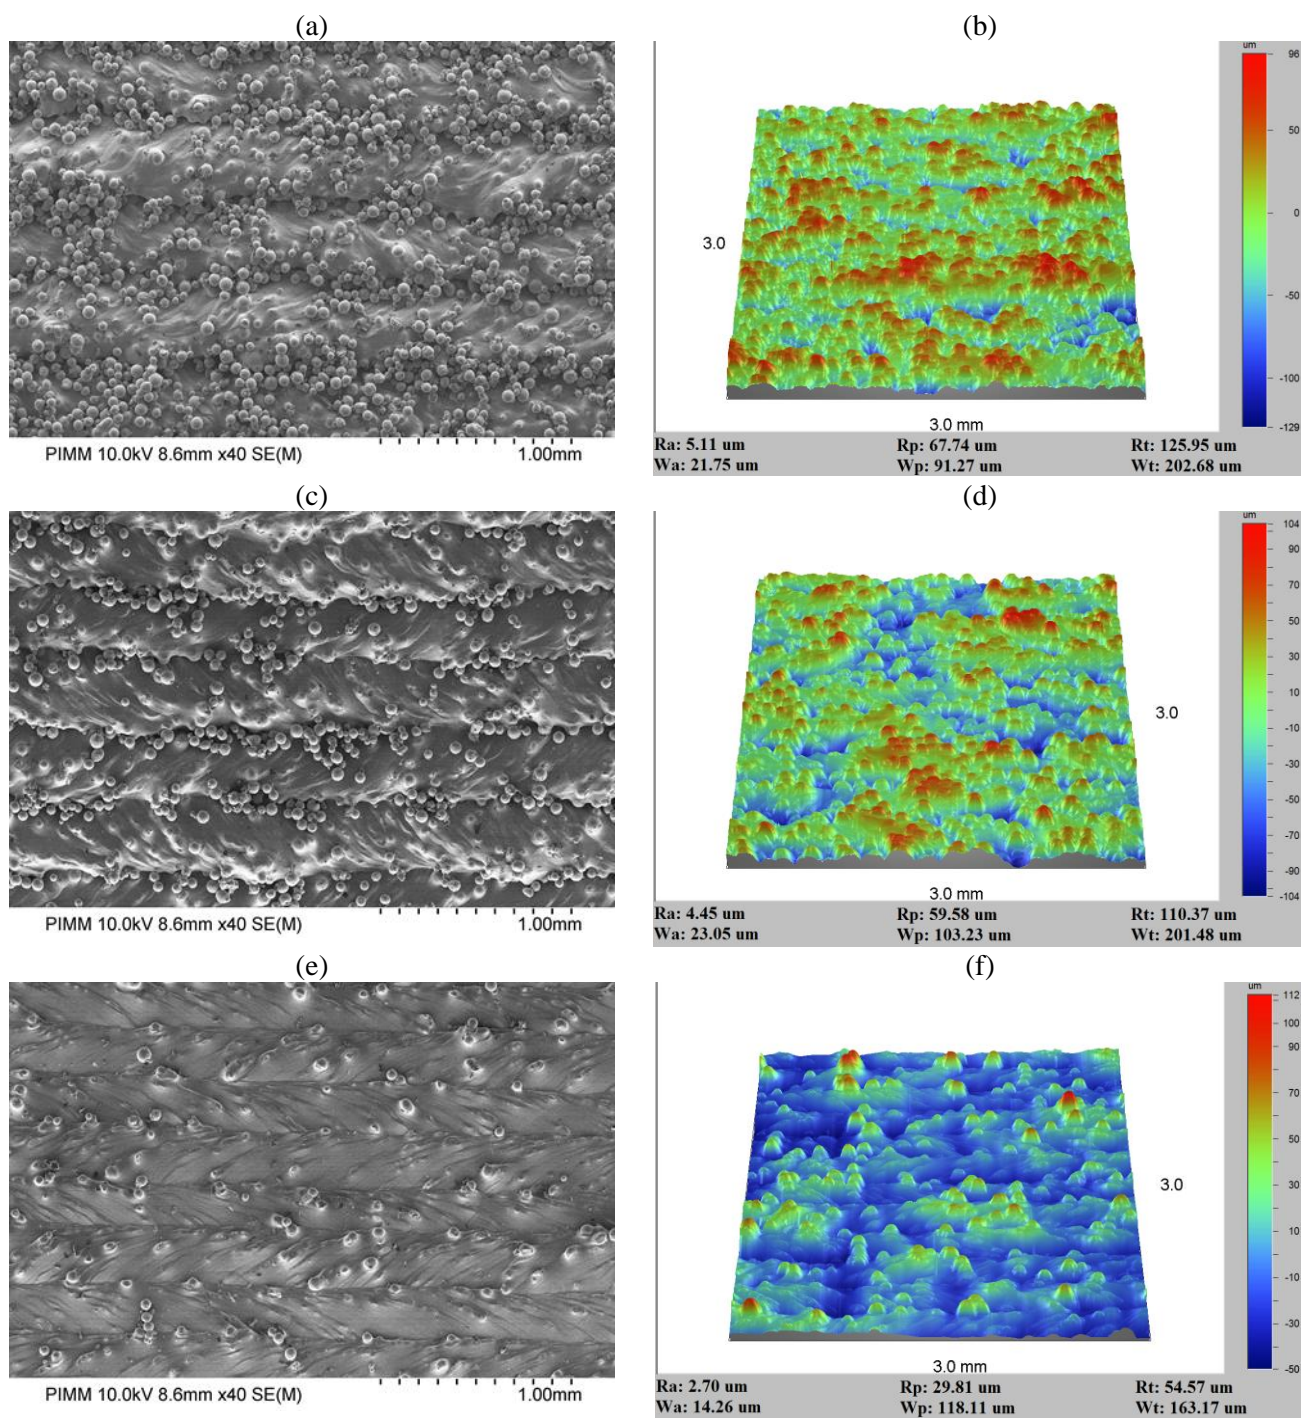 (a)
(b)
um
96
0
-50
-100
-129
3.0
3.0 mm
PIMM 10.0kV 8.6mm x40 SE(M)
1.00mm
Ra: 5.11 um Rp: 67.74 um Rt: 125.95 um
Wa: 21.75 um Wp: 91.27 um Wt: 202.68 um
(c)
(d)
um
104
90
70
50
30
10
-10
-30
-50
-70
-90
-104
3.0
3.0 mm
PIMM 10.0kV 8.6mm x40 SE(M)
1.00mm
Ra: 4.45 um Rp: 59.58 um Rt: 110.37 um
Wa: 23.05 um Wp: 103.23 um Wt: 201.48 um
(e)
(f)
um
112
90
70
50
30
10
-10
-30
-50
3.0
3.0 mm
PIMM 10.0kV 8.6mm x40 SE(M)
1.00mm
Ra: 2.70 um Rp: 29.81 um Rt: 54.57 um
Wa: 14.26 um Wp: 118.11 um Wt: 163.17 um